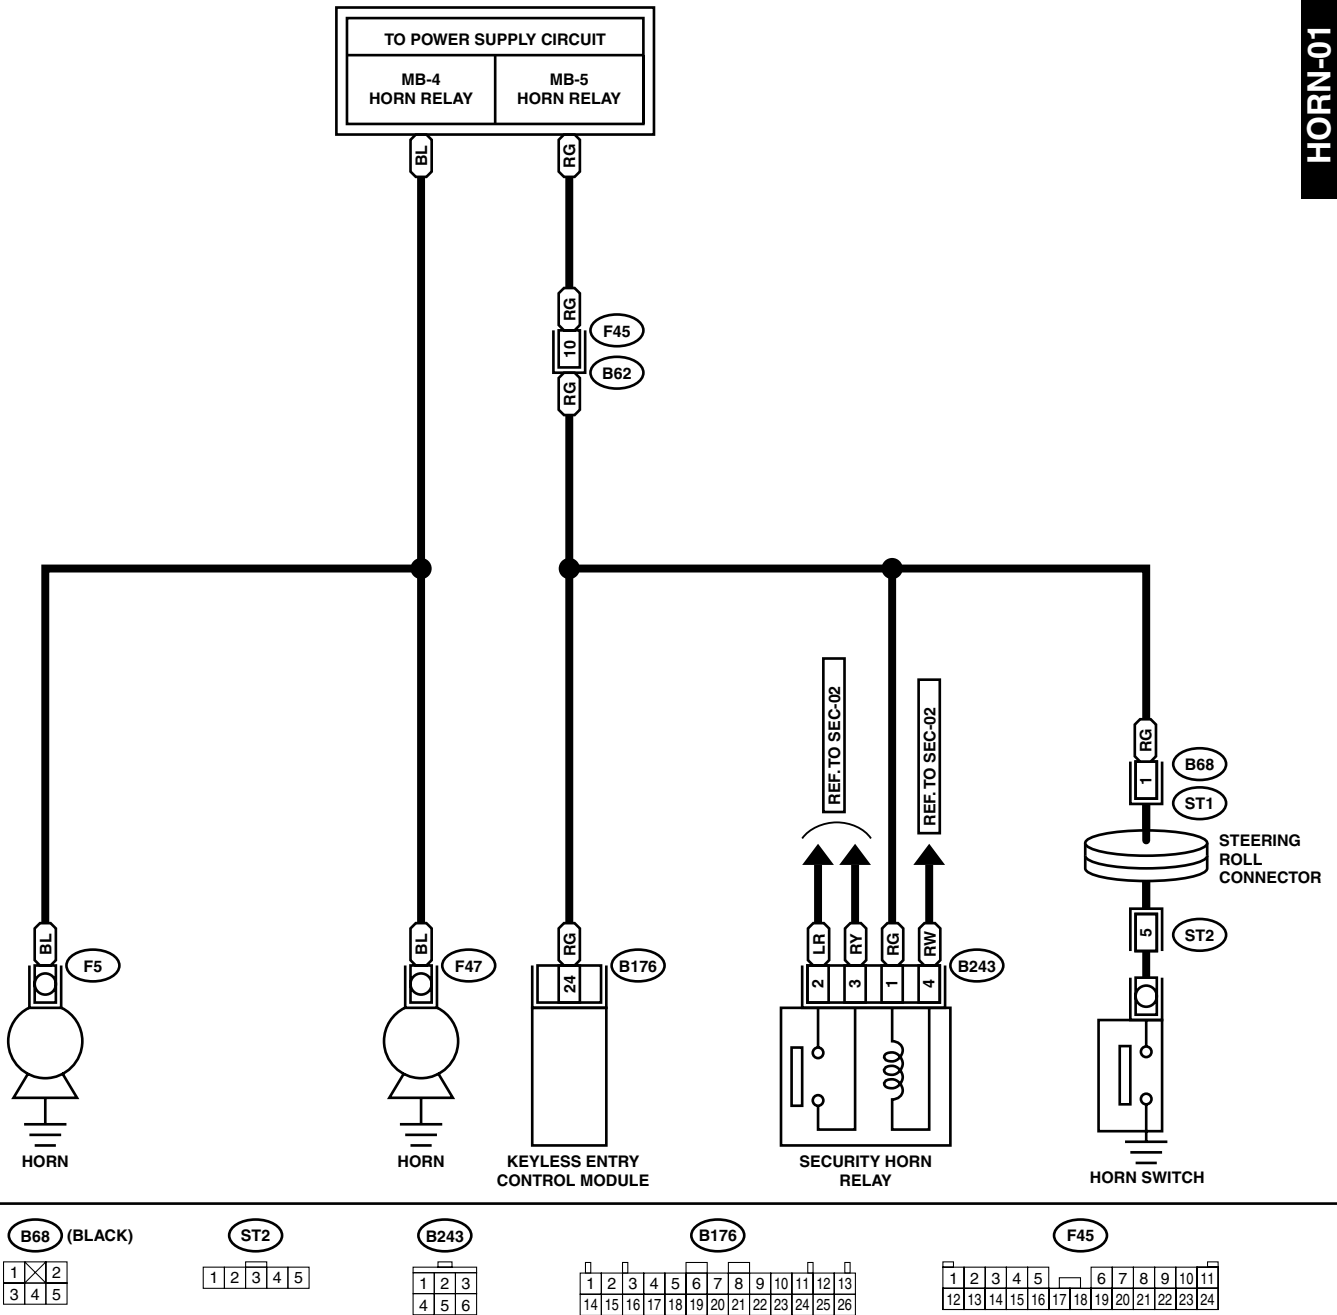 HORN-01
TO POWER SUPPLY CIRCUIT
MB-4
HORN RELAY
MB-5
HORN RELAY
BL
RG
RG
10
F45
B62
RG
REF. TO SEC-02
REF. TO SEC-02
RG
1
B68
ST1
STEERING
ROLL
CONNECTOR
5
ST2
BL
F5
BL
F47
RG
24
B176
LR
RY
RG
RW
2
3
1
4
B243
HORN
HORN
KEYLESS ENTRY
CONTROL MODULE
SECURITY HORN
RELAY
HORN SWITCH
B68 (BLACK)
1 2
3 4 5
ST2
1 2 3 4 5
B243
1 2 3
4 5 6
B176
1 2 3 4 5 6 7 8 9 10 11 12 13
14 15 16 17 18 19 20 21 22 23 24 25 26
F45
1 2 3 4 5 6 7 8 9 10 11
12 13 14 15 16 17 18 19 20 21 22 23 24